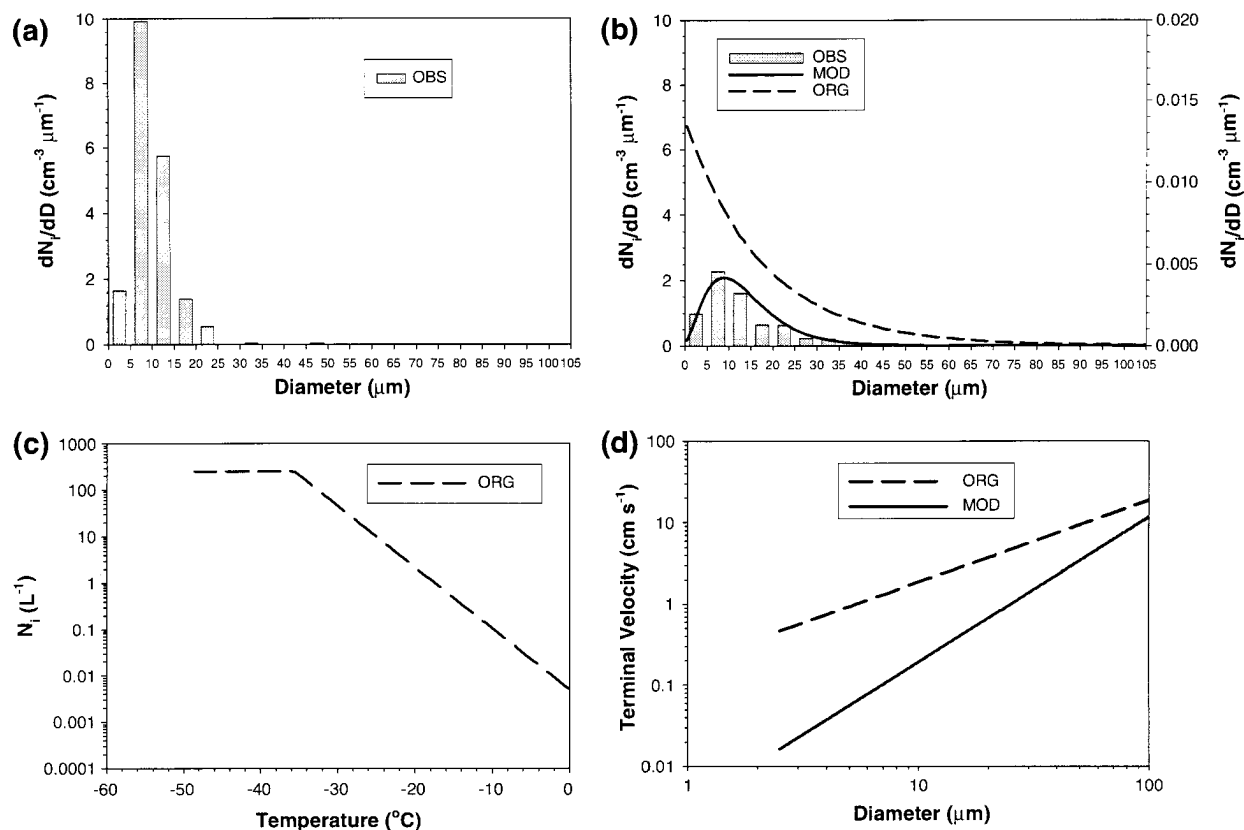 (a)
10
8
6
4
2
0
dNi/dD (cm-3 μm-1)
OBS
0 5 10 15 20 25 30 35 40 45 50 55 60 65 70 75 80 85 90 95 100 105
Diameter (μm)
(b)
10
8
6
4
2
0
dNi/dD (cm-3 μm-1)
OBS
MOD
ORG
0.020
0.015
0.010
0.005
0.000
dNi/dD (cm-3 μm-1)
0 5 10 15 20 25 30 35 40 45 50 55 60 65 70 75 80 85 90 95 100 105
Diameter (μm)
(c)
1000
100
10
1
0.1
0.01
0.001
0.0001
Ni (L-1)
ORG
-60 -50 -40 -30 -20 -10 0
Temperature (oC)
(d)
100
10
1
0.1
0.01
Terminal Velocity (cm s-1)
ORG
MOD
1 10 100
Diameter (μm)